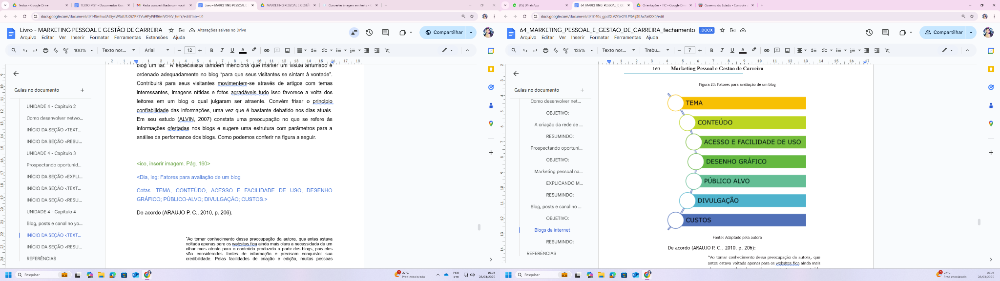 Textos - Google Drive
TEXTO MST - Documentos Goo
Pasta compartilhada com você
Livro - MARKETING PESSOAL E
MARKETING PESSOAL E GESTÃ
Converter imagem em texto - C
docs.google.com/document/d/
Livro - MARKETING PESSOAL E GESTÃO DE CARREIRA
Alterações salvas no Drive
Arquivo Editar Ver Inserir Formatar Ferramentas Extensões Ajuda
Compartilhar
100% Texto nor... Arial 12
Guias no documento
UNIDADE 4 - Capítulo 2
Como desenvolver netwo...
INÍCIO DA SEÇÃO <TEXT...
INÍCIO DA SEÇÃO <RESU...
UNIDADE 4 - Capítulo 3
Prospectando oportunid...
INÍCIO DA SEÇÃO <EXPLI...
INÍCIO DA SEÇÃO <TEXT...
INÍCIO DA SEÇÃO <RESU...
UNIDADE 4 - Capítulo 4
Blog, posts e canal no yo...
INÍCIO DA SEÇÃO <TEXT...
INÍCIO DA SEÇÃO <RESU...
REFERÊNCIAS
blog um lar. "A especialista também menciona que manter um visual arrumado e
ordenado adequadamente no blog "para que seus visitantes se sintam à vontade".
Contribuirá para seus visitantes movimentem-se através de artigos com temas
interessantes, imagens nítidas e fotos agradáveis tudo isso favorece a volta dos
leitores em um blog o qual julgaram ser atraente. Convém frisar o princípio
confiabilidade das informações, uma vez que é bastante debatido nos dias atuais.
Em seu estudo (ALVIN, 2007) constata uma preocupação no que se refere às
informações ofertadas nos blogs e sugere uma estrutura com parâmetros para a
análise da performance dos blogs. Como podemos conferir na figura a seguir.
<ico, inserir imagem. Pág. 160>
<Dia, leg: Fatores para avaliação de um blog
Cotas: TEMA; CONTEÚDO; ACESSO E FACILIDADE DE USO; DESENHO
GRÁFICO; PÚBLICO-ALVO; DIVULGAÇÃO; CUSTOS.>
De acordo (ARAUJO P. C., 2010, p. 206):
"Ao tomar conhecimento dessa preocupação da autora, que antes estava
voltada apenas para os websites fica ainda mais clara a necessidade de um
olhar mais atento para o conteúdo produzido a partir dos blogs, pois eles
são considerados fontes de informação e precisam conquistar sua
credibilidade Pelas facilidades de criação e edição, muitas pessoas
Pesquisar
27°C
Pred ensolarado
POR
PTB
16:26
28/03/2025
(45) WhatsApp
64_MARKETING_PESSOAL_E_GE
Orientações - FIC - Google Driv
Governo do Estado - Controle
docs.google.com/document/d/
64_MARKETING_PESSOAL_E_GESTAO_DE_CARREIRA_fechamento .DOCX
Arquivo Editar Ver Inserir Formatar Ferramentas Ajuda
Compartilhar
125% Texto nor... Trebu... 7
Guias no documento
Como desenvolver net...
OBJETIVO:
A criação da rede de ...
RESUMINDO:
Prospectando oportuni...
OBJETIVO:
Marketing pessoal na...
EXPLICANDO M...
RESUMINDO:
Blog, posts e canal no ...
OBJETIVO:
Blogs da internet
RESUMINDO:
REFERÊNCIAS
160 Marketing Pessoal e Gestão de Carreira
Figura 23: Fatores para avaliação de um blog
TEMA
CONTEÚDO
ACESSO E FACILIDADE DE USO
DESENHO GRÁFICO
PÚBLICO ALVO
DIVULGAÇÃO
CUSTOS
Fonte: Adaptado pela autora
De acordo (ARAUJO P. C., 2010, p. 206):
"Ao tomar conhecimento dessa preocupação da autora, que
antes estava voltada apenas para os websites fica ainda mais
Pesquisar
27°C
Pred ensolarado
16:26
28/03/2025